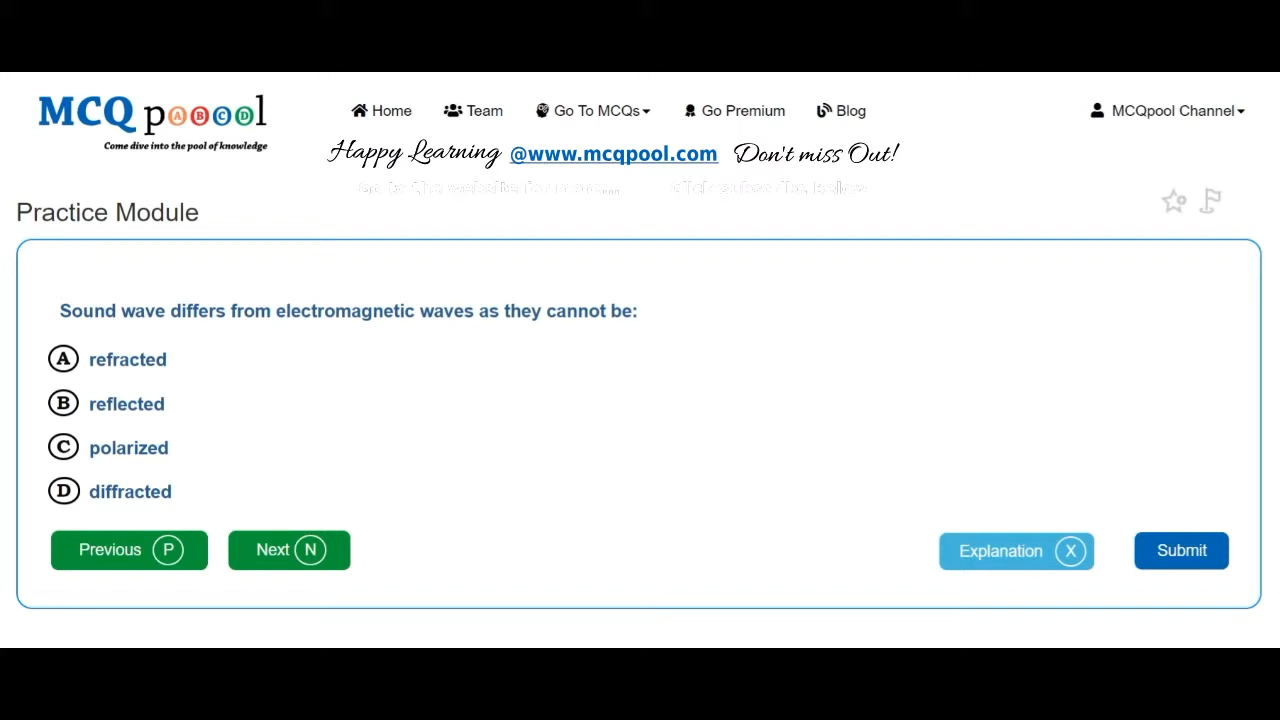 MCQ pABCDl
Come dive into the pool of knowledge
Home Team Go To MCQs Go Premium Blog MCQpool Channel
Happy Learning @www.mcqpool.com Don't miss Out!
Practice Module
Sound wave differs from electromagnetic waves as they cannot be:
A refracted
B reflected
C polarized
D diffracted
Previous P Next N Explanation X Submit